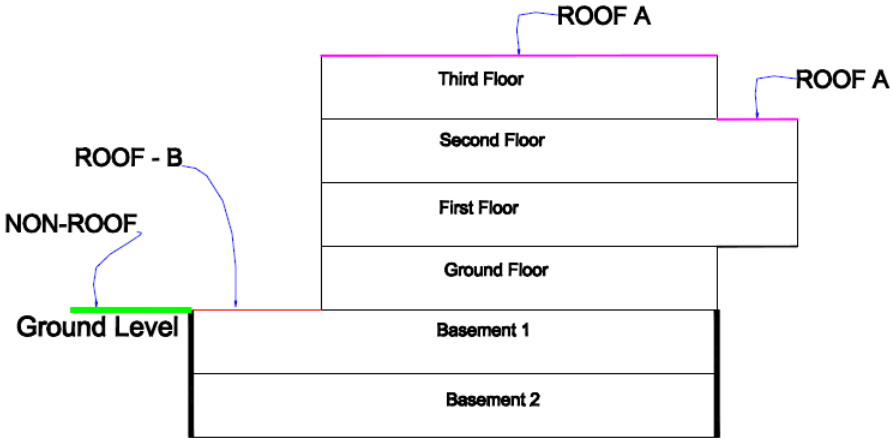 ROOF A
Third Floor
ROOF A
Second Floor
ROOF - B
First Floor
NON-ROOF
Ground Floor
Ground Level
Basement 1
Basement 2